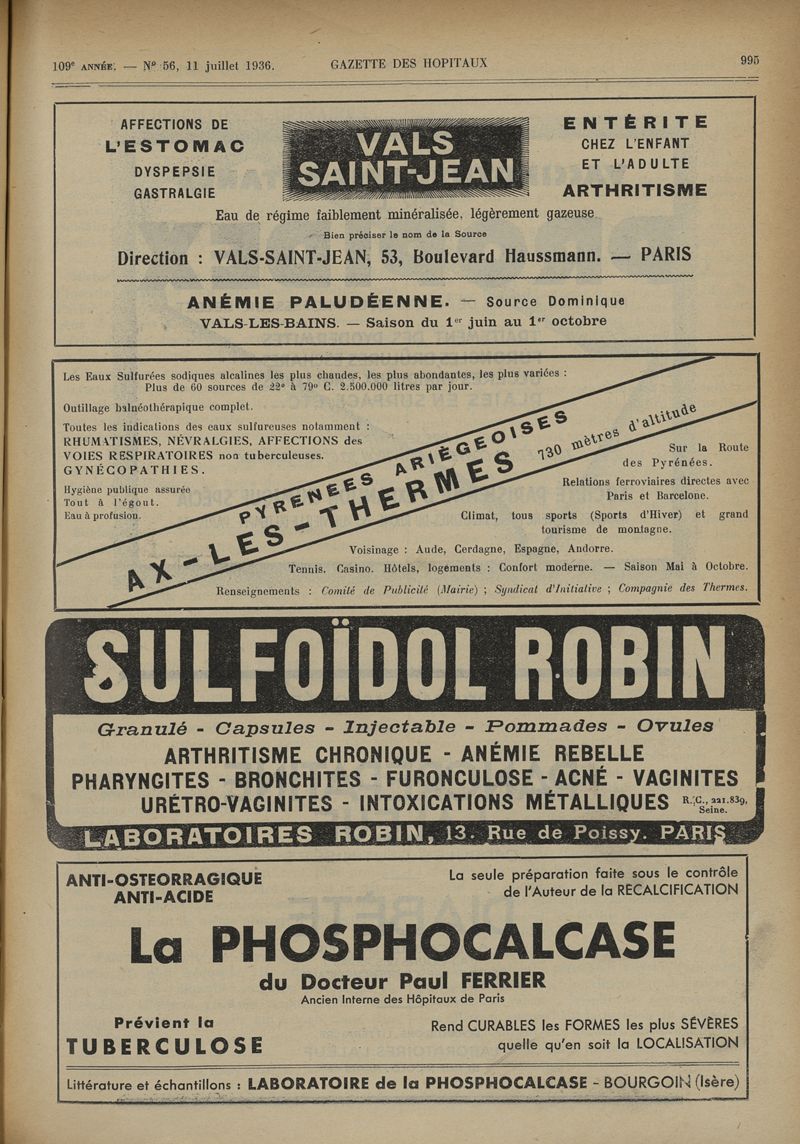 109e ANNÉE. — No 56, 11 juillet 1936.
GAZETTE DES HOPITAUX
995
AFFECTIONS DE
L'ESTOMAC
DYSPEPSIE
GASTRALGIE
VALS
SAINT-JEAN
ENTÉRITE
CHEZ L'ENFANT
ET L'ADULTE
ARTHRITISME
Eau de régime faiblement minéralisée, légèrement gazeuse
Bien préciser le nom de la Source
Direction : VALS-SAINT-JEAN, 53, Boulevard Haussmann. — PARIS
ANÉMIE PALUDÉENNE. — Source Dominique
VALS-LES-BAINS. — Saison du 1er juin au 1er octobre
Les Eaux Sulfurées sodiques alcalines les plus chaudes, les plus abondantes, les plus variées :
Plus de 60 sources de 22° à 79° C. 2.500.000 litres par jour.
Outillage balnéothérapique complet.
Toutes les indications des eaux sulfureuses notamment :
RHUMATISMES, NÉVRALGIES, AFFECTIONS des
VOIES RESPIRATOIRES non tuberculeuses.
GYNÉCOPATHIES.
Hygiène publique assurée
Tout à l'égout.
Eau à profusion.
PYRENÉES ARIÈGEOISES
AX-LES-THERMES 730 mètres d'altitude
Sur la Route
des Pyrénées.
Relations ferroviaires directes avec
Paris et Barcelone.
Climat, tous sports (Sports d'Hiver) et grand
tourisme de montagne.
Voisinage : Aude, Cerdagne, Espagne, Andorre.
Tennis, Casino. Hôtels, logements : Confort moderne. — Saison Mai à Octobre.
Renseignements : Comité de Publicité (Mairie) ; Syndicat d'Initiative ; Compagnie des Thermes.
SULFOÏDOL ROBIN
Granulé - Capsules - Injectable - Pommades - Ovules
ARTHRITISME CHRONIQUE - ANÉMIE REBELLE
PHARYNGITES - BRONCHITES - FURONCULOSE - ACNÉ - VAGINITES
URÉTRO-VAGINITES - INTOXICATIONS MÉTALLIQUES R. C., 221.839, Seine.
LABORATOIRES ROBIN, 13. Rue de Poissy. PARIS
ANTI-OSTEORRAGIQUE
ANTI-ACIDE
La seule préparation faite sous le contrôle
de l'Auteur de la RECALCIFICATION
La PHOSPHOCALCASE
du Docteur Paul FERRIER
Ancien Interne des Hôpitaux de Paris
Prévient la
TUBERCULOSE
Rend CURABLES les FORMES les plus SÉVÈRES
quelle qu'en soit la LOCALISATION
Littérature et échantillons : LABORATOIRE de la PHOSPHOCALCASE - BOURGOIN (Isère)